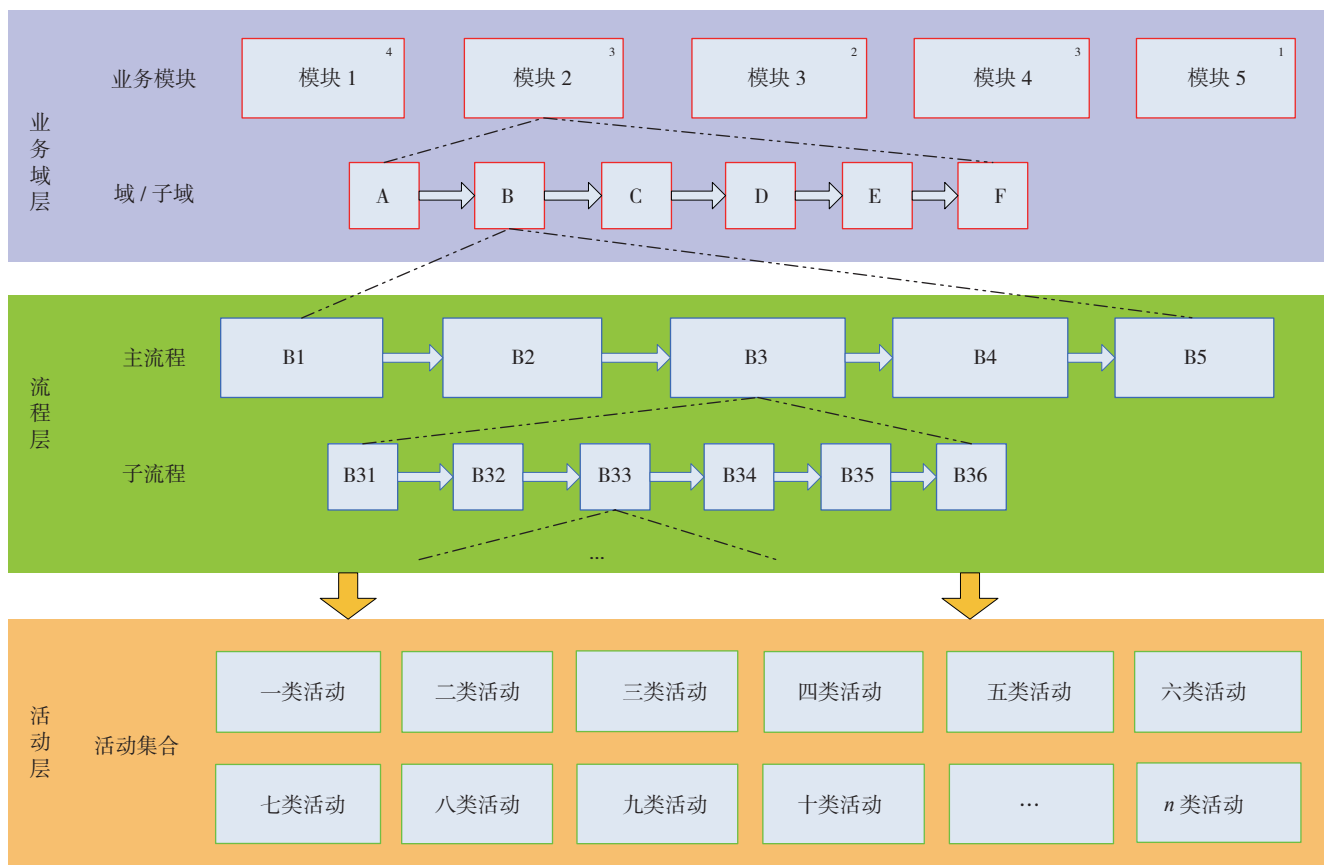 业务域层
业务模块
4
模块 1
3
模块 2
2
模块 3
3
模块 4
1
模块 5
域 / 子域
A
B
C
D
E
F
流程层
主流程
B1
B2
B3
B4
B5
子流程
B31
B32
B33
B34
B35
B36
...
活动层
活动集合
一类活动
二类活动
三类活动
四类活动
五类活动
六类活动
七类活动
八类活动
九类活动
十类活动
…
n 类活动